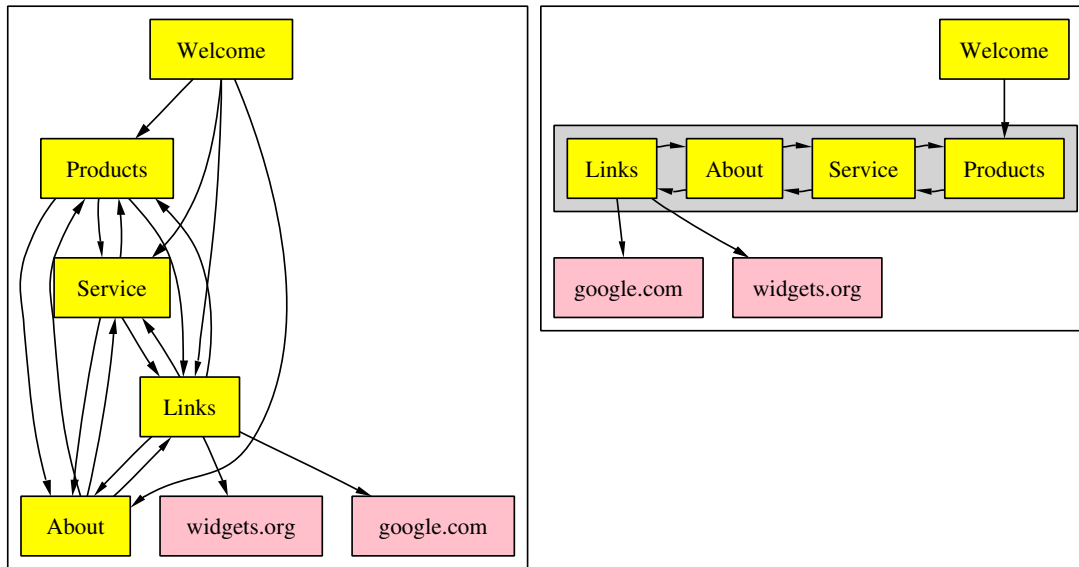 Welcome
Products
Service
Links
About
widgets.org
google.com
Welcome
Links
About
Service
Products
google.com
widgets.org